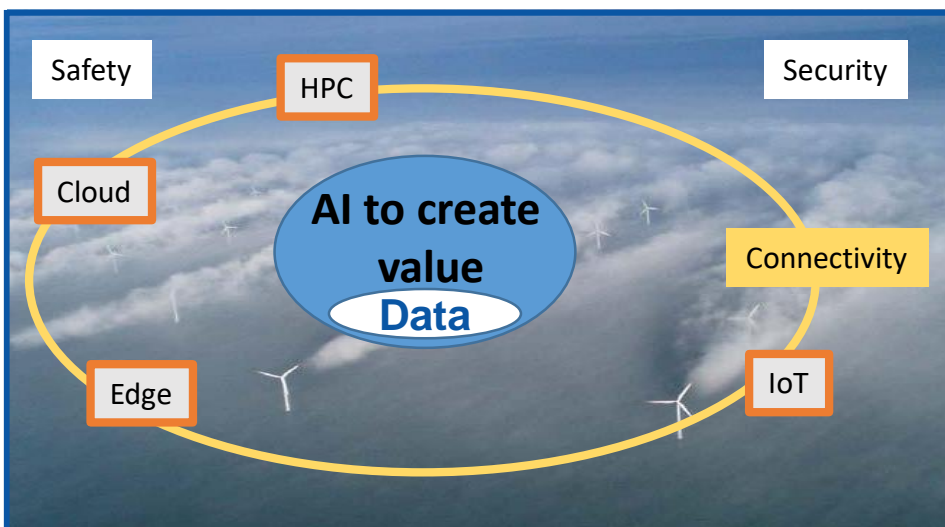 Safety
HPC
Security
Cloud
AI to create
value
Data
Connectivity
Edge
IoT